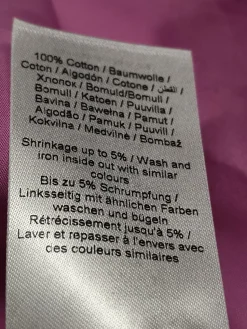 100% Cotton / Baumwolle /
Coton / Algodón / Cotone / القطن /
Хлопок / Bomuld/Bomull /
Bomull / Katoen / Puuvilla /
Bavlna / Bawełna / Pamut /
Algodão / Pamuk / Puuvill /
Kokvilna / Medvilnė / Bombaž
Shrinkage up to 5% / Wash and
iron inside out with similar
colours
Bis zu 5% Schrumpfung /
Linksseitig mit ähnlichen Farben
waschen und bügeln
Rétrécissement jusqu'à 5% /
Laver et repasser à l'envers avec
des couleurs similaires